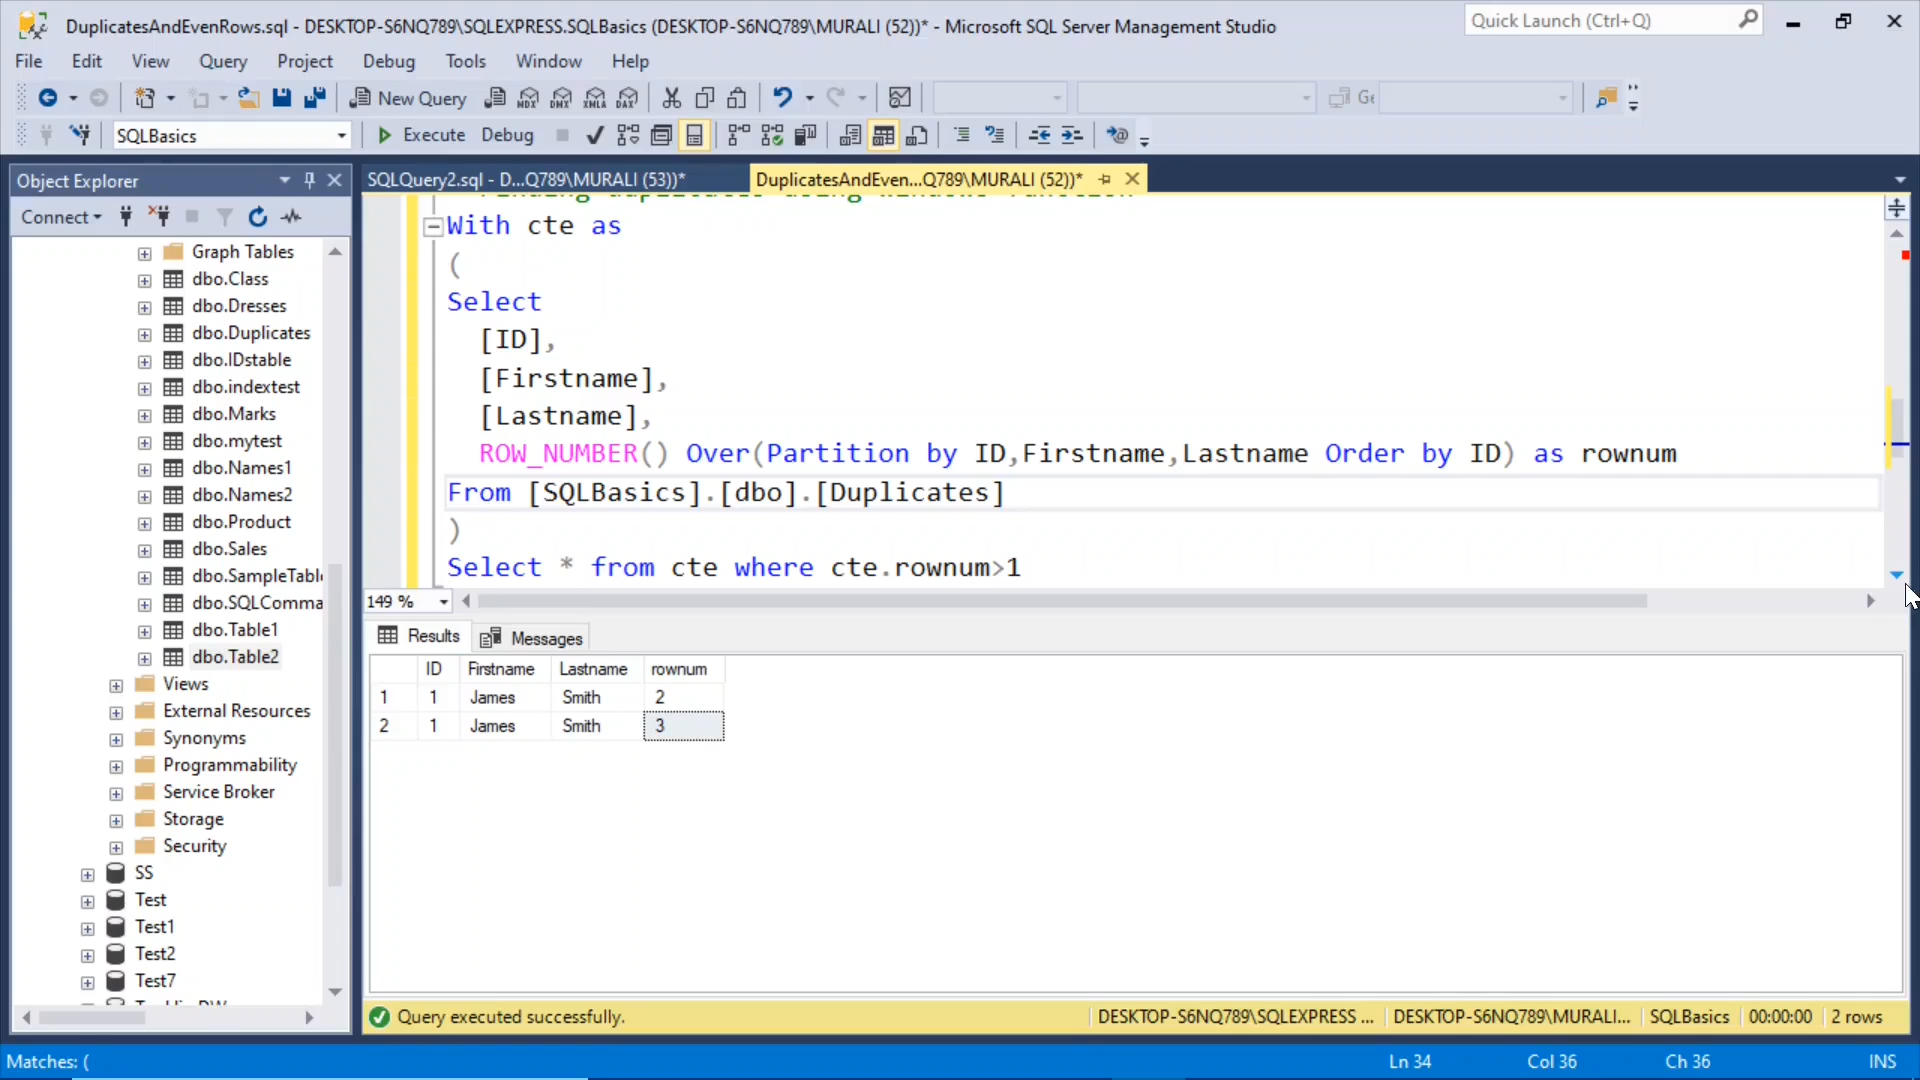 DuplicatesAndEvenRows.sql - DESKTOP-S6NQ789\SQLEXPRESS.SQLBasics (DESKTOP-S6NQ789\MURALI (52))* - Microsoft SQL Server Management Studio
Quick Launch (Ctrl+Q)
File Edit View Query Project Debug Tools Window Help
New Query MDX DMX XMLA DAX
SQLBasics Execute Debug
Object Explorer
SQLQuery2.sql - D...Q789\MURALI (53))*
DuplicatesAndEven...Q789\MURALI (52))*
Connect
Graph Tables
dbo.Class
dbo.Dresses
dbo.Duplicates
dbo.IDstable
dbo.indextest
dbo.Marks
dbo.mytest
dbo.Names1
dbo.Names2
dbo.Product
dbo.Sales
dbo.SampleTabl
dbo.SQLComma
dbo.Table1
dbo.Table2
Views
External Resources
Synonyms
Programmability
Service Broker
Storage
Security
SS
Test
Test1
Test2
Test7
With cte as
(
Select
[ID],
[Firstname],
[Lastname],
ROW_NUMBER() Over(Partition by ID,Firstname,Lastname Order by ID) as rownum
From [SQLBasics].[dbo].[Duplicates]
)
Select * from cte where cte.rownum>1
149 %
Results Messages
ID Firstname Lastname rownum
1 1 James Smith 2
2 1 James Smith 3
Query executed successfully.
DESKTOP-S6NQ789\SQLEXPRESS ... DESKTOP-S6NQ789\MURALI... SQLBasics 00:00:00 2 rows
Matches: (
Ln 34 Col 36 Ch 36 INS